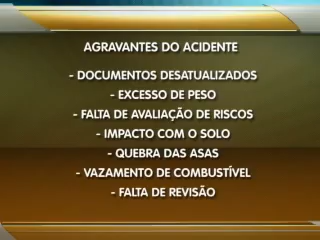 AGRAVANTES DO ACIDENTE
- DOCUMENTOS DESATUALIZADOS
- EXCESSO DE PESO
- FALTA DE AVALIAÇÃO DE RISCOS
- IMPACTO COM O SOLO
- QUEBRA DAS ASAS
- VAZAMENTO DE COMBUSTÍVEL
- FALTA DE REVISÃO